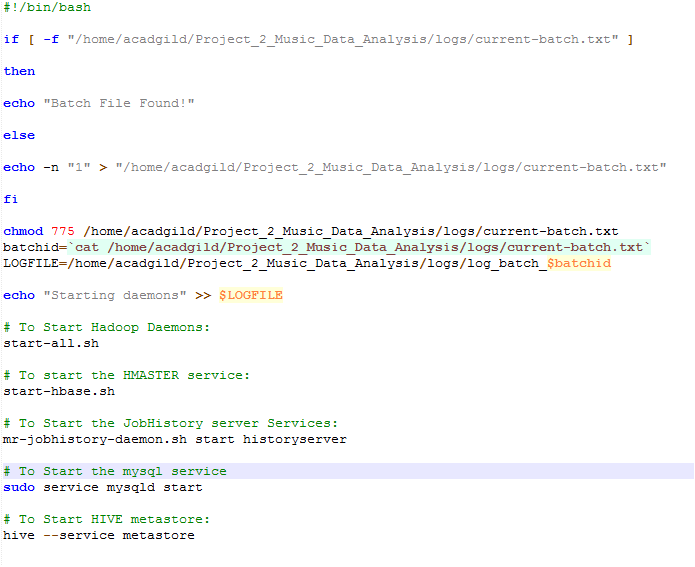 #!/bin/bash
if [ -f "/home/acadgild/Project_2_Music_Data_Analysis/logs/current-batch.txt" ]
then
echo "Batch File Found!"
else
echo -n "1" > "/home/acadgild/Project_2_Music_Data_Analysis/logs/current-batch.txt"
fi
chmod 775 /home/acadgild/Project_2_Music_Data_Analysis/logs/current-batch.txt
batchid=`cat /home/acadgild/Project_2_Music_Data_Analysis/logs/current-batch.txt`
LOGFILE=/home/acadgild/Project_2_Music_Data_Analysis/logs/log_batch_$batchid
echo "Starting daemons" >> $LOGFILE
# To Start Hadoop Daemons:
start-all.sh
# To start the HMASTER service:
start-hbase.sh
# To Start the JobHistory server Services:
mr-jobhistory-daemon.sh start historyserver
# To Start the mysql service
sudo service mysqld start
# To Start HIVE metastore:
hive --service metastore